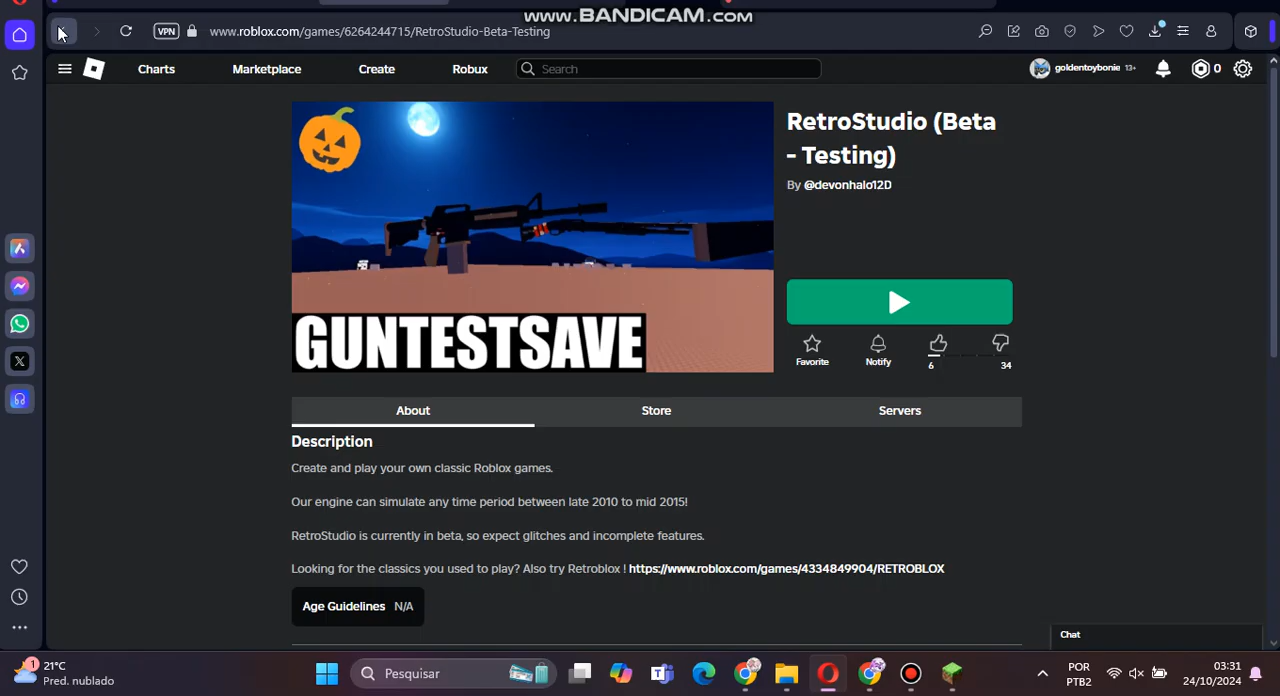 www.BANDICAM.com
VPN
www.roblox.com/games/6264244715/RetroStudio-Beta-Testing
Charts
Marketplace
Create
Robux
Search
goldentoybonie 13+
0
GUNTESTSAVE
RetroStudio (Beta
- Testing)
By @devonhalo12D
Favorite
Notify
6
34
About
Store
Servers
Description
Create and play your own classic Roblox games.
Our engine can simulate any time period between late 2010 to mid 2015!
RetroStudio is currently in beta, so expect glitches and incomplete features.
Looking for the classics you used to play? Also try Retroblox ! https://www.roblox.com/games/4334849904/RETROBLOX
Age Guidelines N/A
Chat
1
21°C
Pred. nublado
Pesquisar
POR
PTB2
03:31
24/10/2024